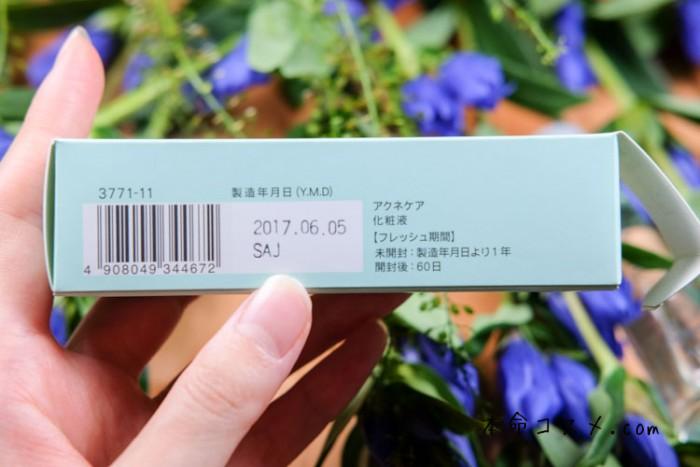 3771-11
製造年月日(Y.M.D)
2017.06.05
SAJ
4 908049 344672
アクネケア
化粧液
【フレッシュ期間】
未開封:製造年月日より1年
開封後:60日
本命コスメ.com